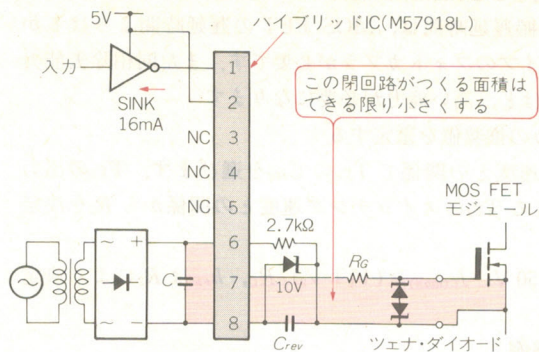 5V
ハイブリッドIC(M57918L)
入力
SINK
16mA
1
2
NC 3
NC 4
NC 5
6
7
8
この閉回路がつくる面積は
できる限り小さくする
MOS FET
モジュール
2.7kΩ
10V
RG
C
Crev
~
+
~
−
ツェナ・ダイオード